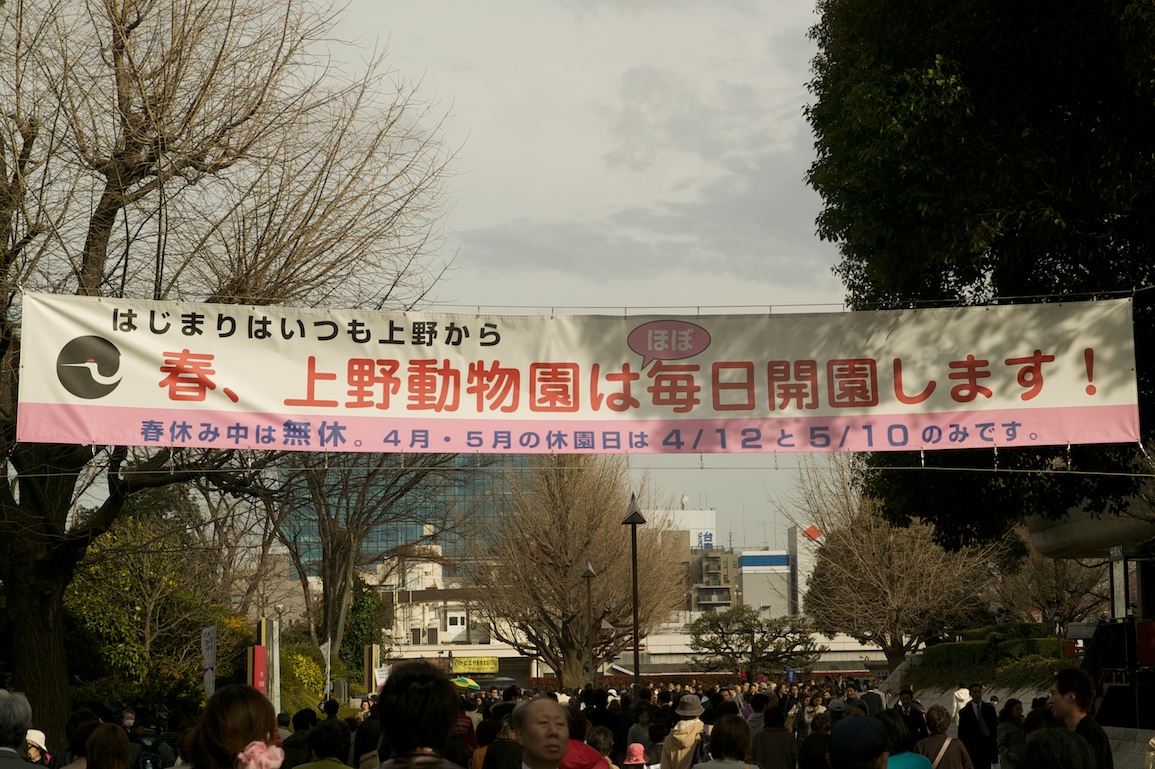 はじまりはいつも上野から
ほぼ
春、上野動物園は毎日開園します！
春休み中は無休。4月・5月の休園日は4/12と5/10のみです。